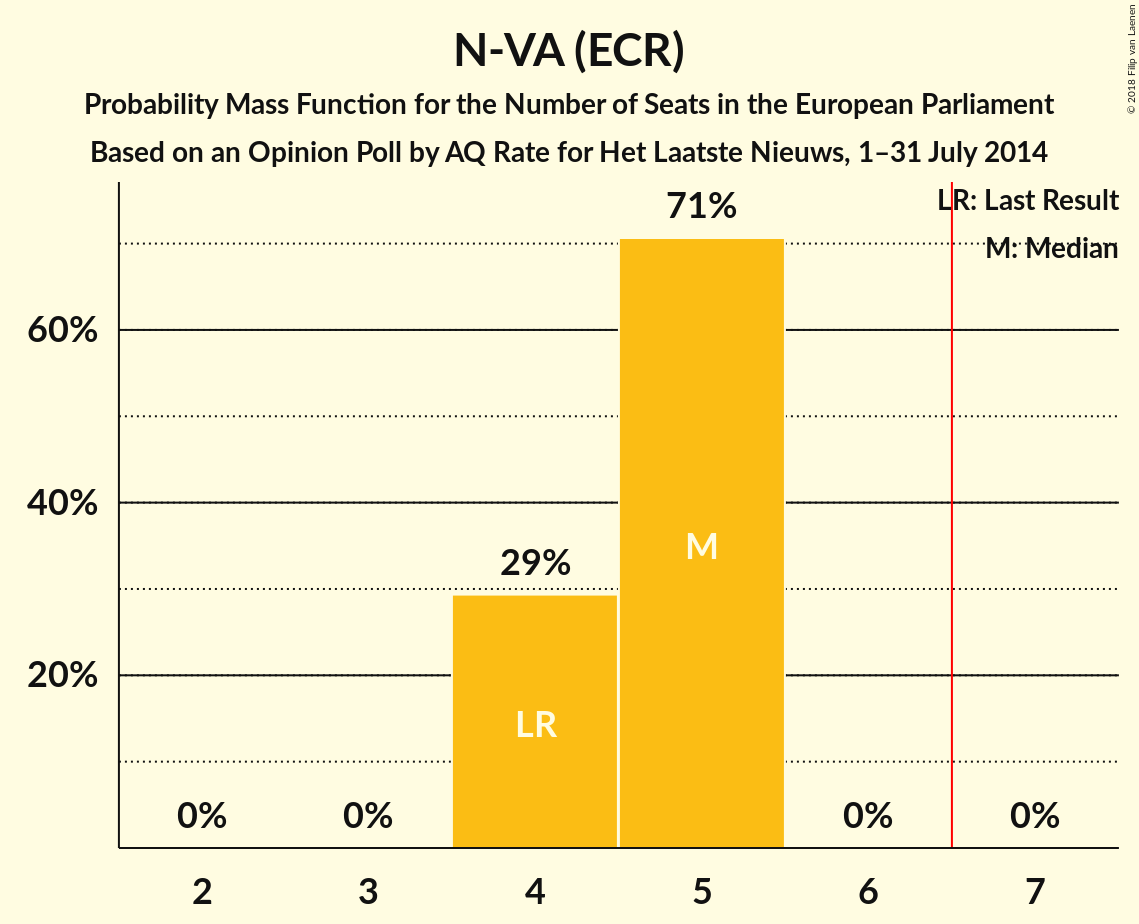 N-VA (ECR)
Probability Mass Function for the Number of Seats in the European Parliament
Based on an Opinion Poll by AQ Rate for Het Laatste Nieuws, 1–31 July 2014
© 2018 Filip van Laenen
LR: Last Result
M: Median
71%
60%
40%
M
29%
20%
LR
0%
0%
0%
0%
2
3
4
5
6
7